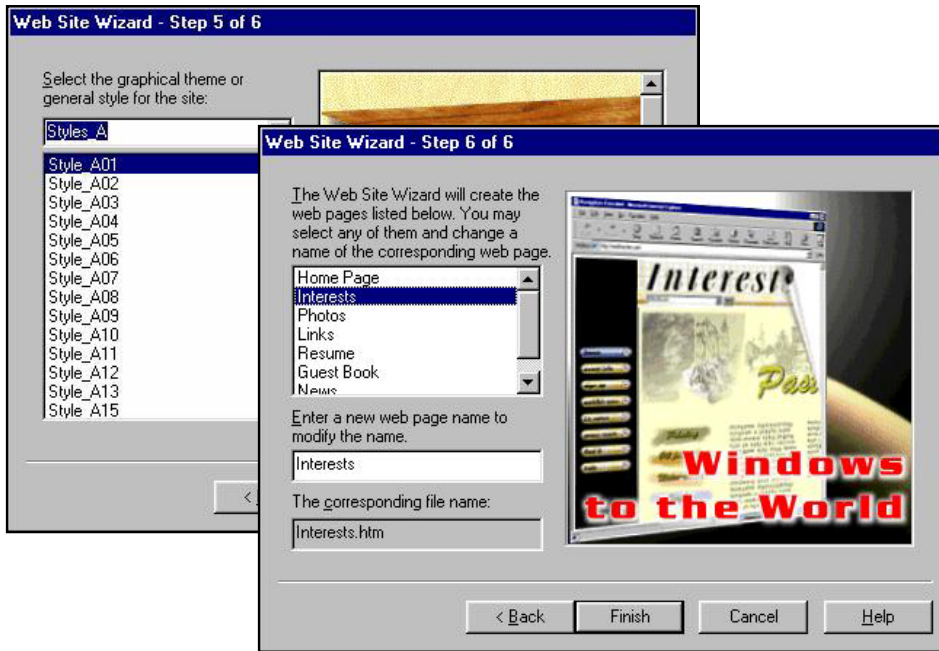 Web Site Wizard - Step 5 of 6
Select the graphical theme or
general style for the site:
Styles_A
Style_A01
Style_A02
Style_A03
Style_A04
Style_A05
Style_A06
Style_A07
Style_A08
Style_A09
Style_A10
Style_A11
Style_A12
Style_A13
Style_A15
<
Web Site Wizard - Step 6 of 6
The Web Site Wizard will create the
web pages listed below. You may
select any of them and change a
name of the corresponding web page.
Home Page
Interests
Photos
Links
Resume
Guest Book
News
Enter a new web page name to
modify the name.
Interests
The corresponding file name:
Interests.htm
Interests
Windows
to the World
< Back
Finish
Cancel
Help